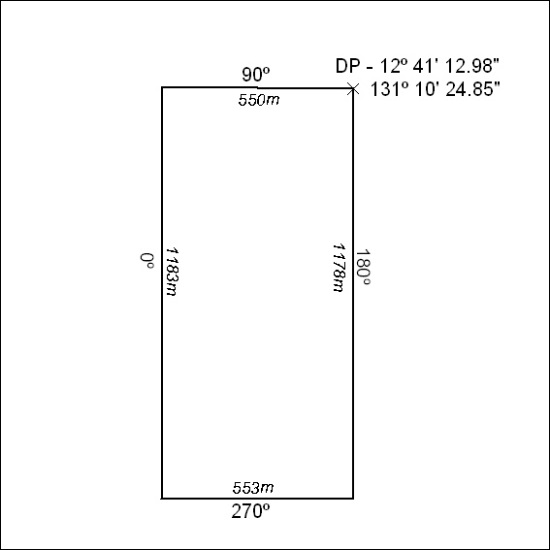 DP - 12º 41' 12.98"
90º
131º 10' 24.85"
550m
0º
1183m
1178m
180º
553m
270º